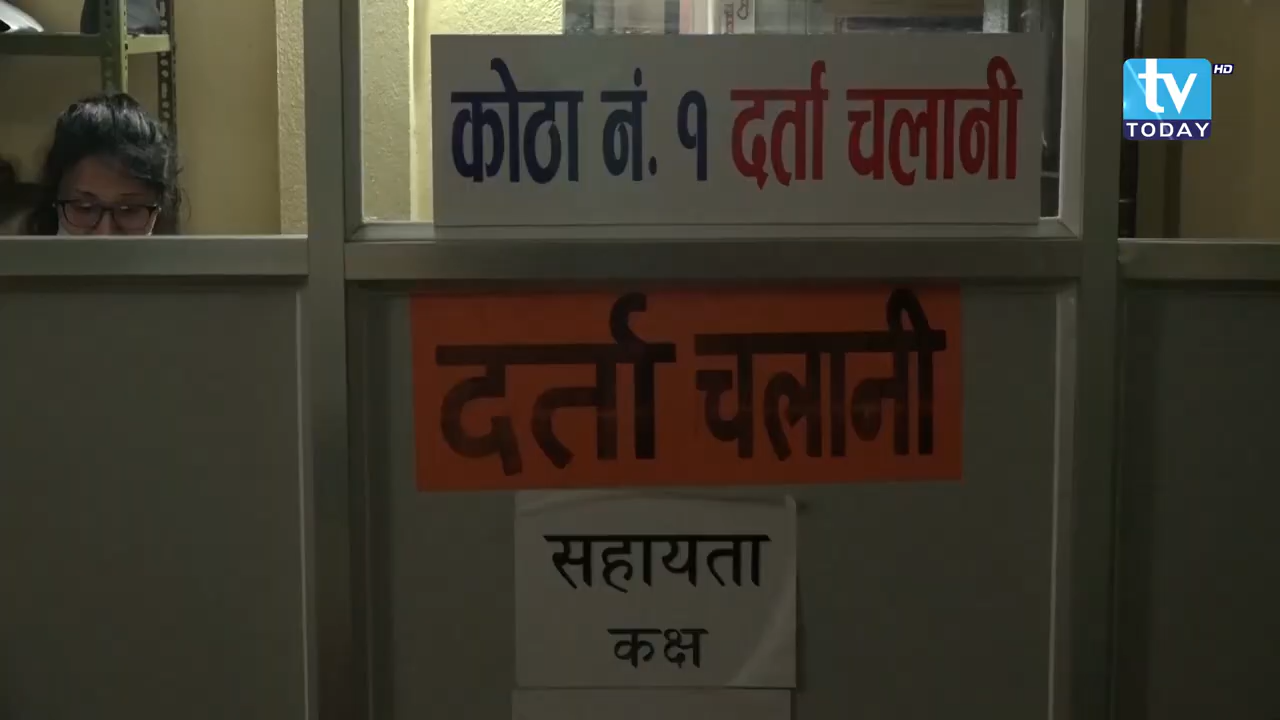 कोठा नं. १ दर्ता चलानी
tv HD
TODAY
दर्ता चलानी
सहायता
कक्ष